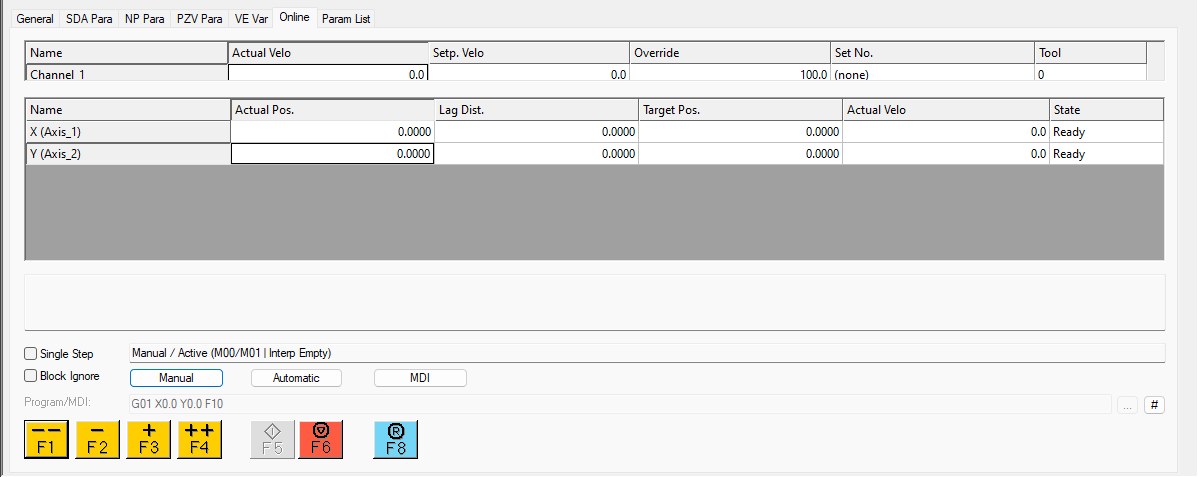 General SDA Para NP Para PZV Para VE Var Online Param List
Name Actual Velo Setp. Velo Override Set No. Tool
Channel 1 0.0 0.0 100.0 (none) 0
Name Actual Pos. Lag Dist. Target Pos. Actual Velo State
X (Axis_1) 0.0000 0.0000 0.0000 0.0 Ready
Y (Axis_2) 0.0000 0.0000 0.0000 0.0 Ready
Single Step Manual / Active (M00/M01 | Interp Empty)
Block Ignore Manual Automatic MDI
Program/MDI: G01 X0.0 Y0.0 F10 ... #
-- - + ++ R
F1 F2 F3 F4 F5 F6 F8